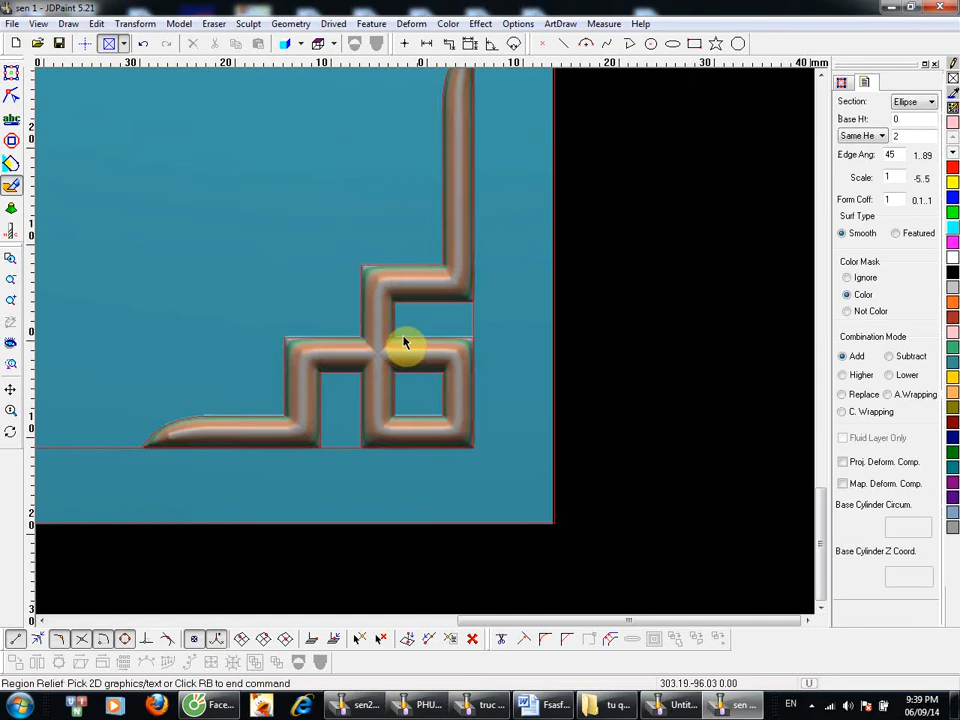 sen 1 - JDPaint 5.21
File View Draw Edit Transform Model Eraser Sculpt Geometry Drived Feature Deform Color Effect Options ArtDraw Measure Help
30 20 10 0 10 20 30 40 mm
Section: Ellipse
Base Ht: 0
Same He 2
Edge Ang: 45 1..89
Scale: 1 -5..5
Form Coff: 1 0.1..1
Surf Type
Smooth Featured
Color Mask
Ignore
Color
Not Color
Combination Mode
Add Subtract
Higher Lower
Replace A.Wrapping
C. Wrapping
Fluid Layer Only
Proj. Deform. Comp.
Map. Deform. Comp.
Base Cylinder Circum.
Base Cylinder Z Coord.
Region Relief: Pick 2D graphics/text or Click RB to end command 303.19,-96.03 0.00 U
Face... sen2... PHU... truc ... Fsasf... tu q... Untit... sen ... EN 9:39 PM
06/09/14